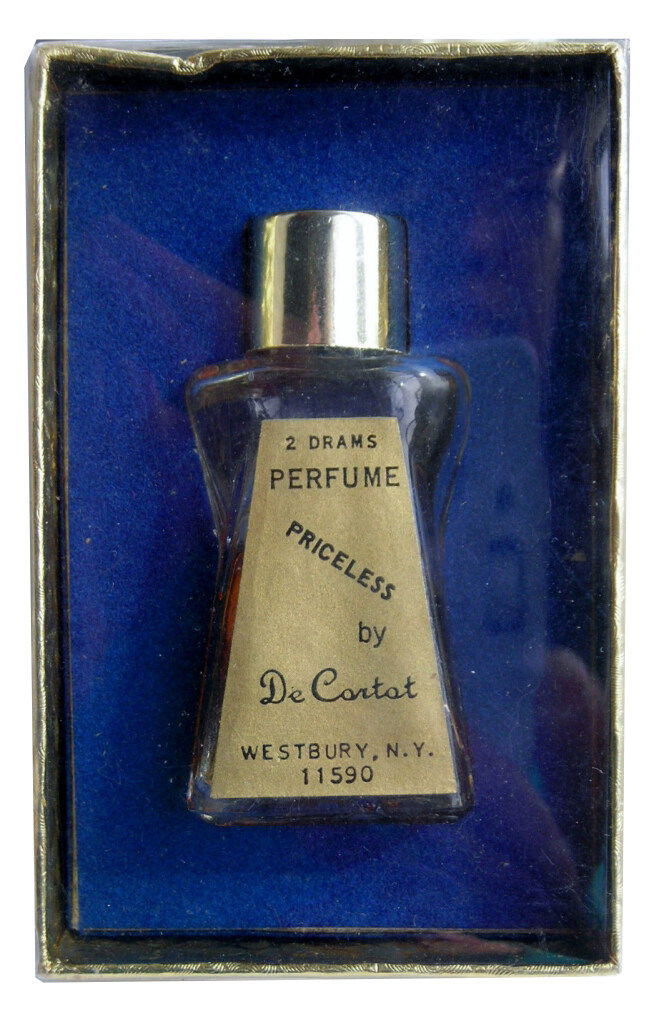 2 DRAMS
PERFUME
PRICELESS
by
De Cortot
WESTBURY, N.Y.
11590